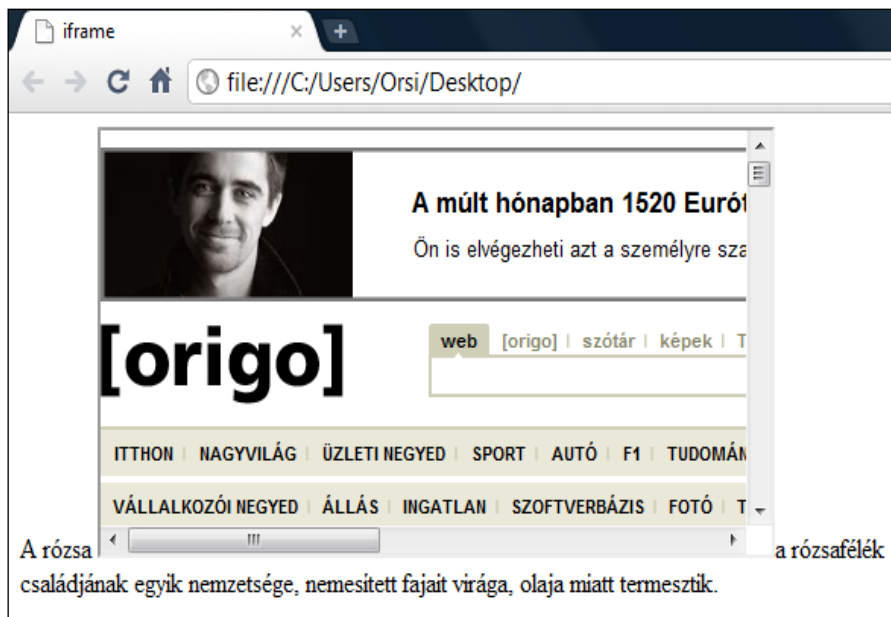 iframe
file:///C:/Users/Orsi/Desktop/
A múlt hónapban 1520 Eurót
Ön is elvégezheti azt a személyre sza
[origo]
web [origo] | szótár | képek | T
ITTHON | NAGYVILÁG | ÜZLETI NEGYED | SPORT | AUTÓ | F1 | TUDOMÁN
VÁLLALKOZÓI NEGYED | ÁLLÁS | INGATLAN | SZOFTVERBÁZIS | FOTÓ | T
A rózsa a rózsafélék
családjának egyik nemzetsége, nemesitett fajait virága, olaja miatt termesztik.